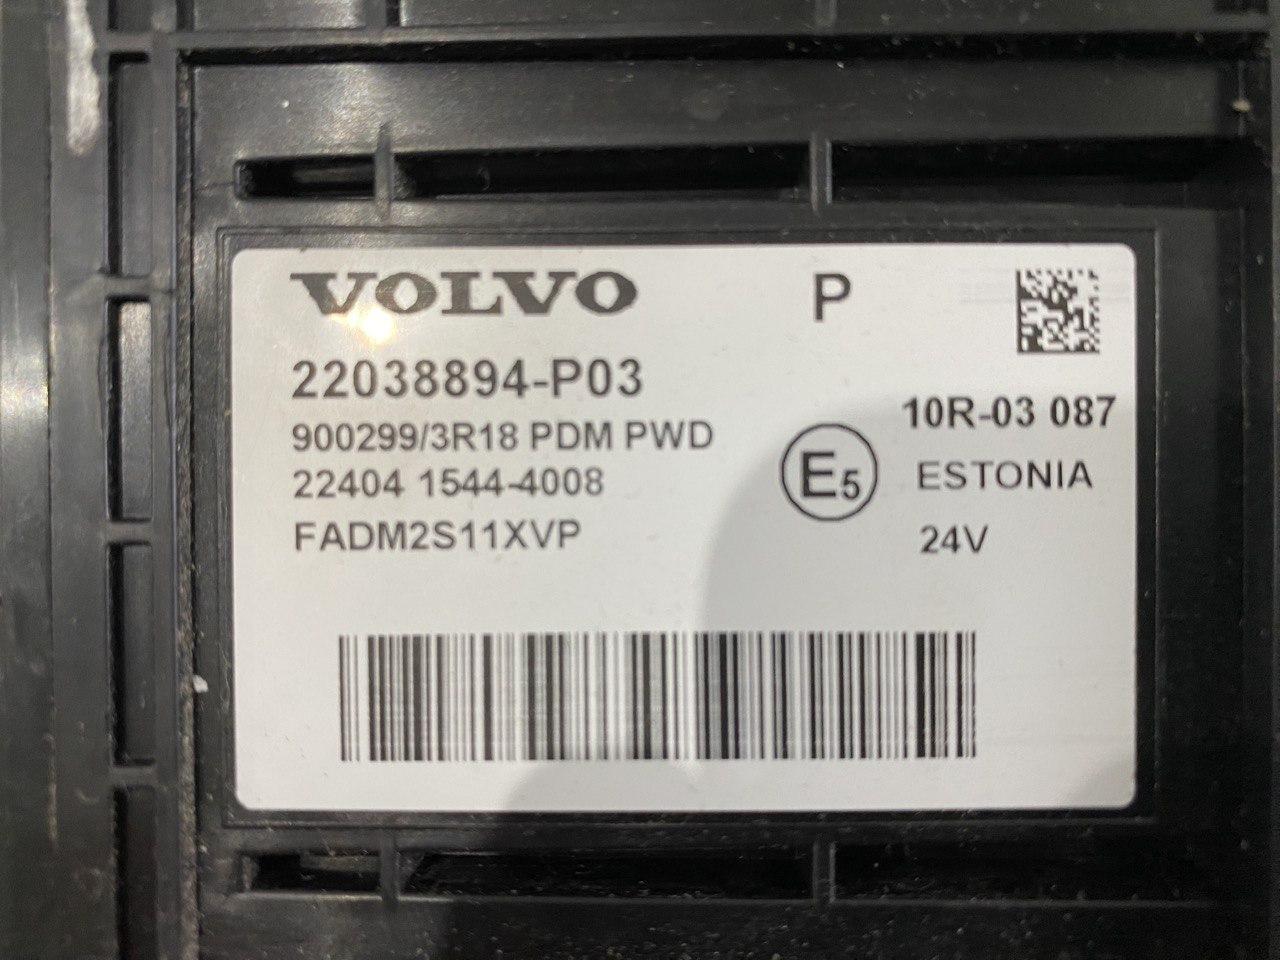 VOLVO P
22038894-P03
900299/3R18 PDM PWD
22404 1544-4008
FADM2S11XVP
10R-03 087
E5 ESTONIA
24V